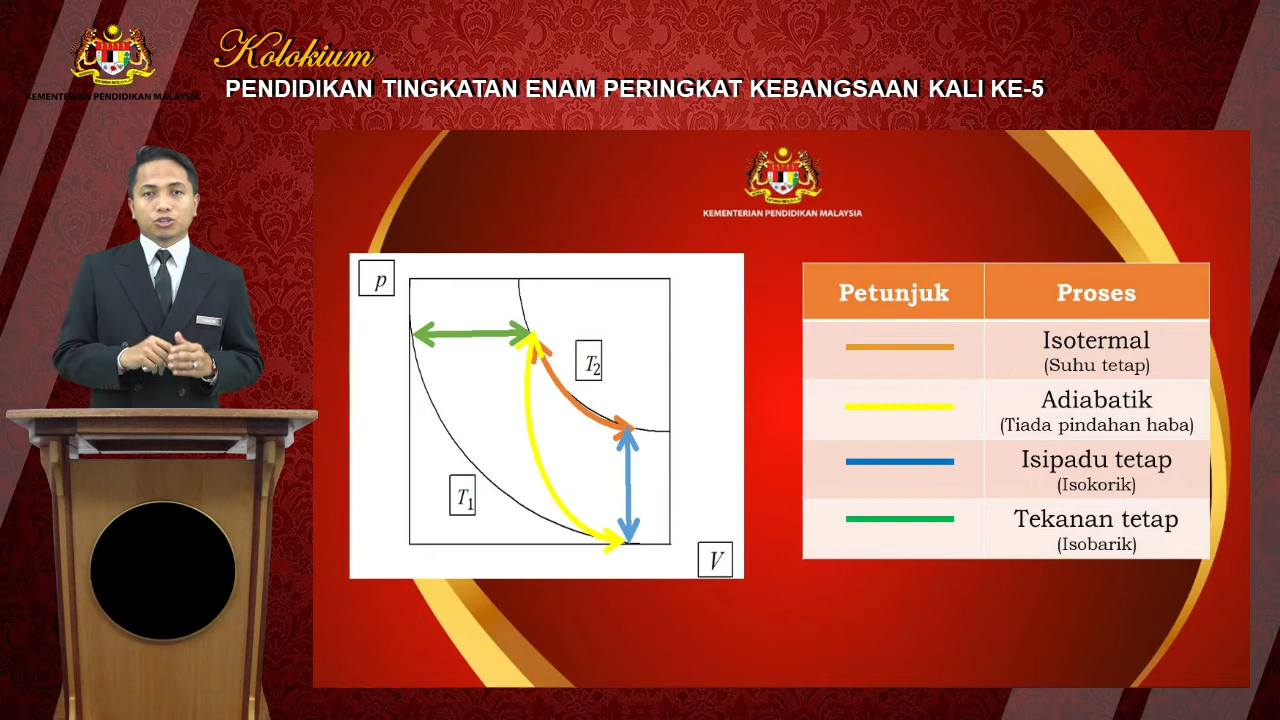 Kolokium
PENDIDIKAN TINGKATAN ENAM PERINGKAT KEBANGSAAN KALI KE-5
KEMENTERIAN PENDIDIKAN MALAYSIA
KEMENTERIAN PENDIDIKAN MALAYSIA
p
T2
T1
V
Petunjuk Proses
Isotermal
(Suhu tetap)
Adiabatik
(Tiada pindahan haba)
Isipadu tetap
(Isokorik)
Tekanan tetap
(Isobarik)